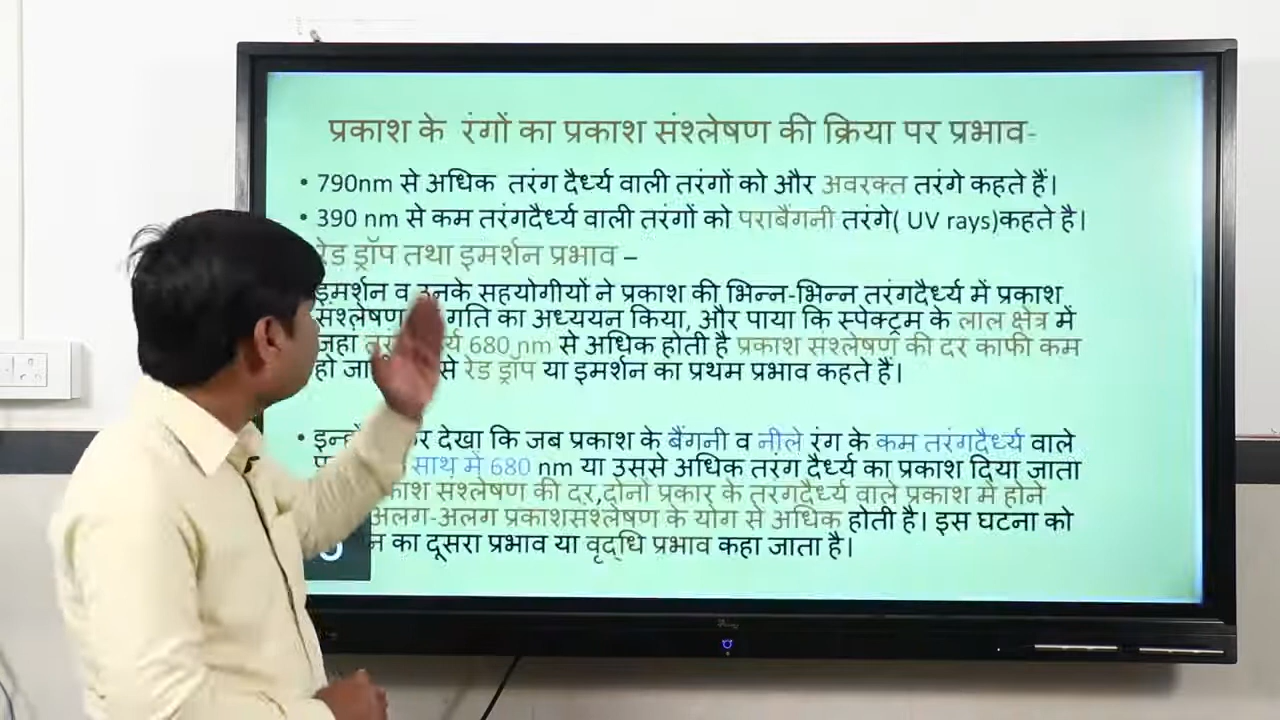 प्रकाश के रंगों का प्रकाश संश्लेषण की क्रिया पर प्रभाव-
• 790nm से अधिक तरंग दैर्ध्य वाली तरंगों को और अवरक्त तरंगे कहते हैं।
• 390 nm से कम तरंगदैर्ध्य वाली तरंगों को पराबैंगनी तरंगे( UV rays)कहते है।
रेड ड्रॉप तथा इमर्शन प्रभाव –
इमर्शन व उनके सहयोगीयों ने प्रकाश की भिन्न-भिन्न तरंगदैर्ध्य में प्रकाश
संश्लेषण गति का अध्ययन किया, और पाया कि स्पेक्ट्रम के लाल क्षेत्र में
जहा 680 nm से अधिक होती है प्रकाश संश्लेषण की दर काफी कम
हो से रेड ड्रॉप या इमर्शन का प्रथम प्रभाव कहते हैं।
• देखा कि जब प्रकाश के बैंगनी व नीले रंग के कम तरंगदैर्ध्य वाले
साथ में 680 nm या उससे अधिक तरंग दैर्ध्य का प्रकाश दिया जाता
संश्लेषण की दर,दोनों प्रकार के तरंगदैर्ध्य वाले प्रकाश में होने
अलग-अलग प्रकाशसंश्लेषण के योग से अधिक होती है। इस घटना को
का दूसरा प्रभाव या वृद्धि प्रभाव कहा जाता है।